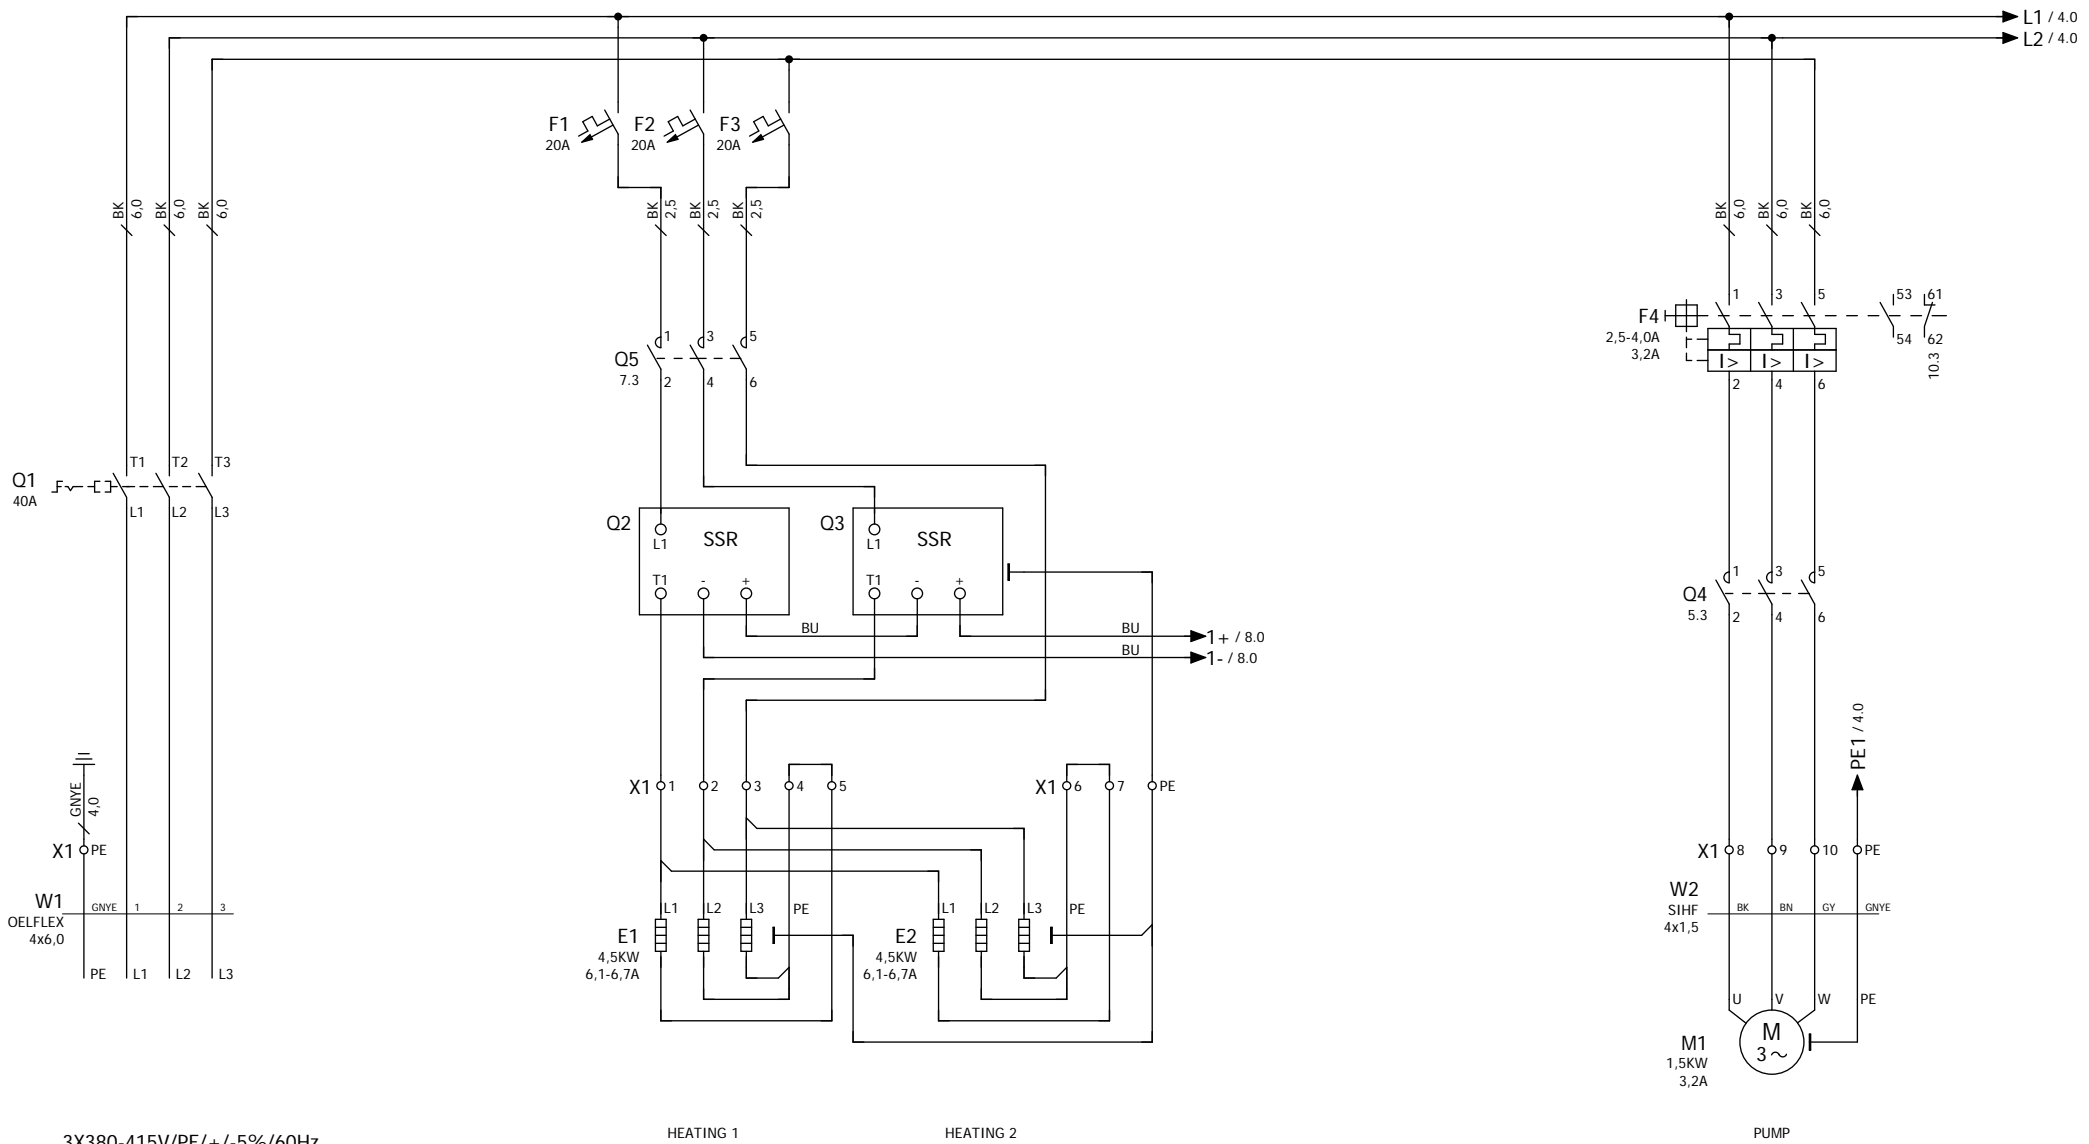 L1 / 4.0
L2 / 4.0
F1
20A
F2
20A
F3
20A
BK 6,0
BK 6,0
BK 6,0
BK 2,5
BK 2,5
BK 2,5
BK 6,0
BK 6,0
BK 6,0
F4
2,5-4,0A
3,2A
1 3 5
53 61
54 62
10.3
I> I> I>
2 4 6
Q5
7.3
1 3 5
2 4 6
Q1
40A
T1 T2 T3
L1 L2 L3
Q2
L1
SSR
T1 - +
Q3
L1
SSR
T1 - +
BU
BU
1+ / 8.0
BU
1- / 8.0
Q4
5.3
1 3 5
2 4 6
PE1 / 4.0
GNYE 4,0
X1 PE
X1 1 2 3 4 5
X1 6 7 PE
X1 8 9 10 PE
W1
OELFLEX
4x6,0
GNYE 1 2 3
PE L1 L2 L3
L1 L2 L3 PE
E1
4,5KW
6,1-6,7A
L1 L2 L3 PE
E2
4,5KW
6,1-6,7A
W2
SIHF
4x1,5
BK BN GY GNYE
U V W PE
M
3~
M1
1,5KW
3,2A
3X380-415V/PE/+/-5%/60Hz
HEATING 1
HEATING 2
PUMP